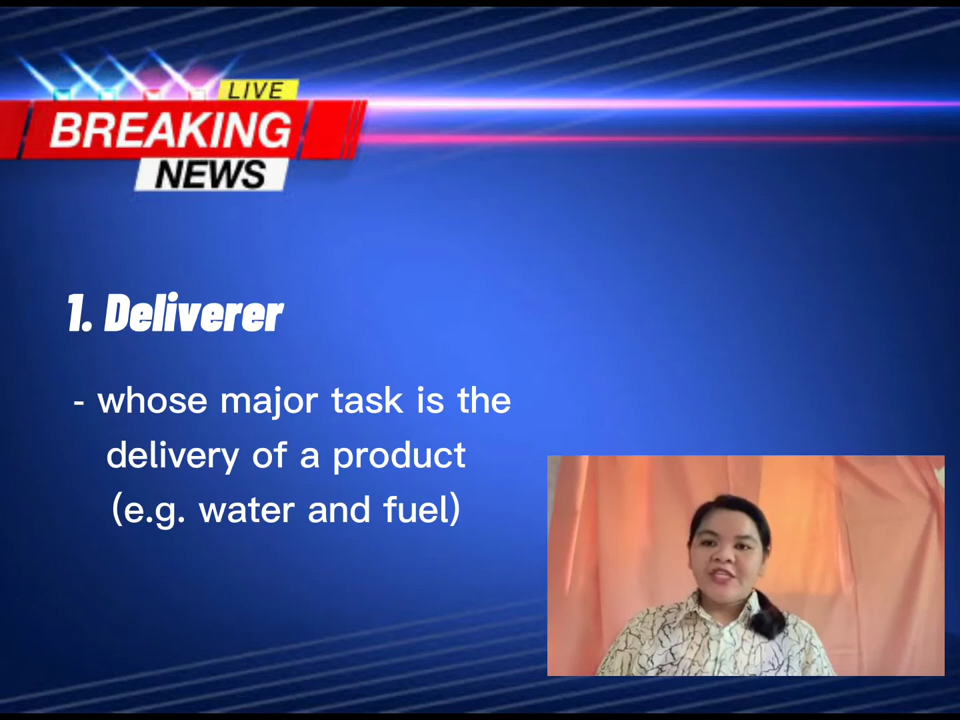 LIVE
BREAKING
NEWS
1. Deliverer
- whose major task is the
delivery of a product
(e.g. water and fuel)